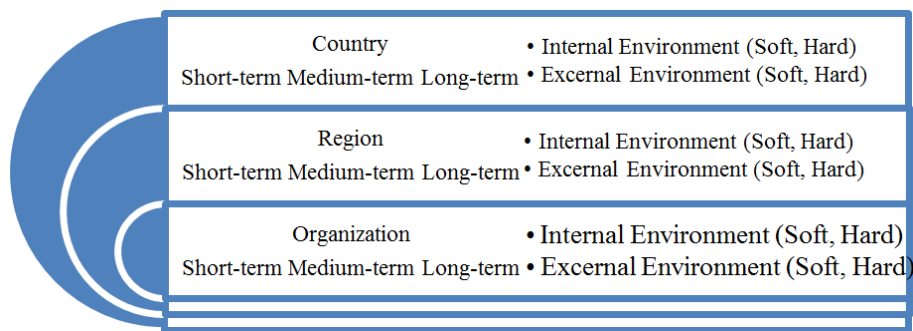 Country
Short-term Medium-term Long-term
• Internal Environment (Soft, Hard)
• Excernal Environment (Soft, Hard)
Region
Short-term Medium-term Long-term
• Internal Environment (Soft, Hard)
• Excernal Environment (Soft, Hard)
Organization
Short-term Medium-term Long-term
• Internal Environment (Soft, Hard)
• Excernal Environment (Soft, Hard)